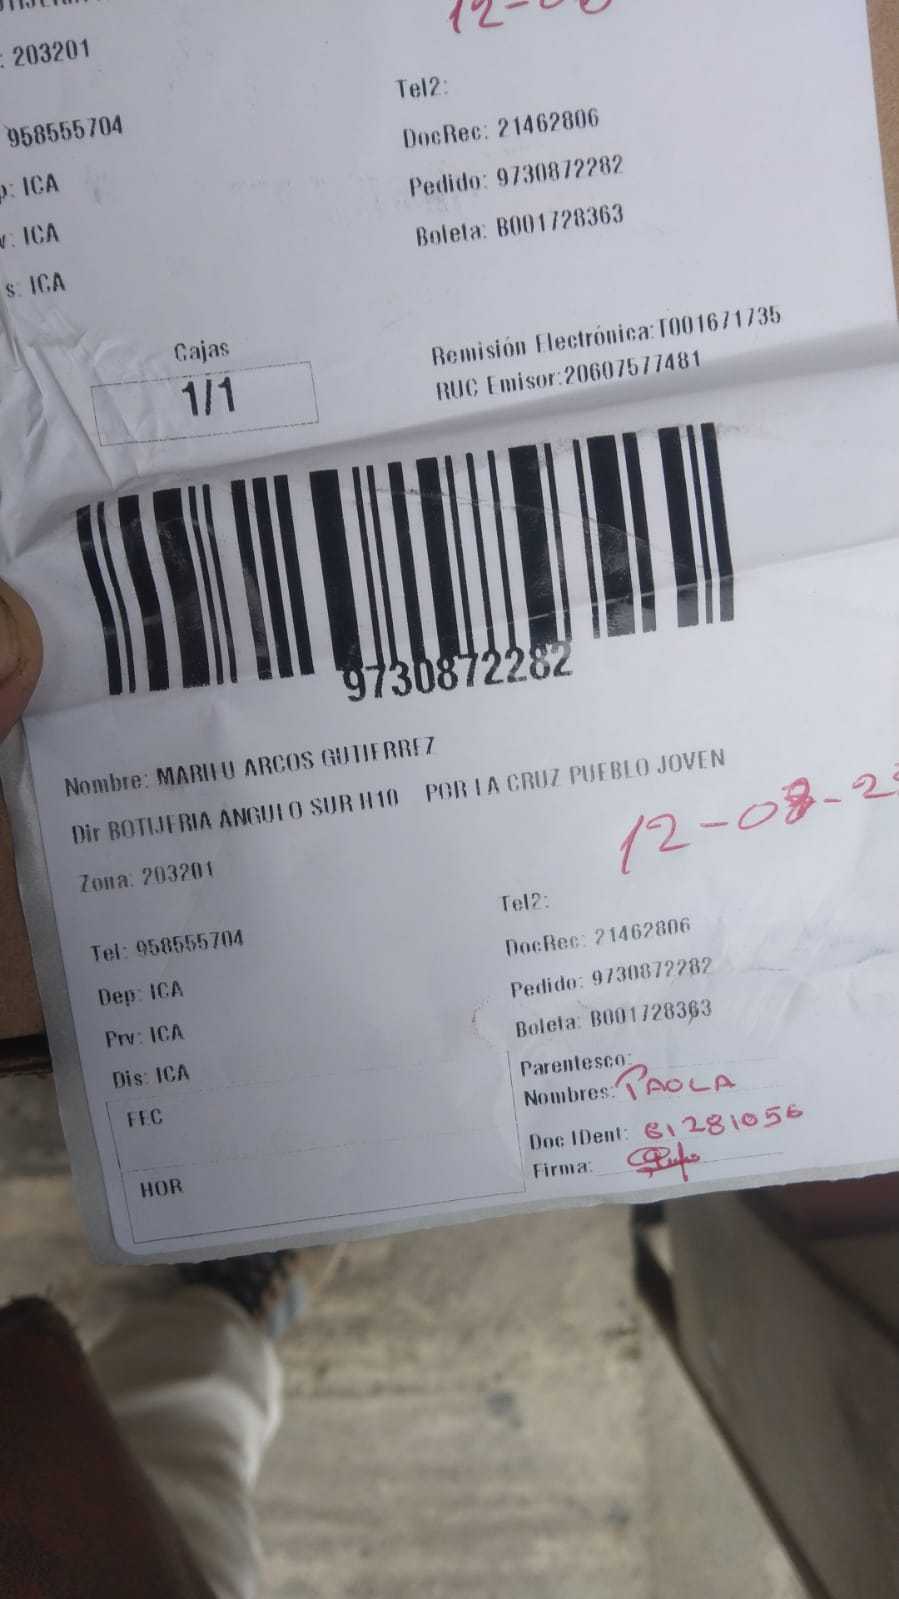 12-0
: 203201
Tel2:
958555704
DocRec: 21462806
p: ICA
Pedido: 9730872282
v: ICA
Boleta: B001728363
s: ICA
Cajas
Remisión Electrónica:T001671735
1/1
RUC Emisor:20607577481
9730872282
Nombre: MARILU ARCOS GUTIERREZ
Dir BOTIJERIA ANGULO SUR H10 POR LA CRUZ PUEBLO JOVEN
12-08-2
Zona: 203201
Tel2:
Tel: 958555704
DocRec: 21462806
Dep: ICA
Pedido: 9730872282
Prv: ICA
Boleta: B001728363
Dis: ICA
Parentesco:
FEC
Nombres: PAOLA
Doc IDent: 61281056
HOR
Firma: